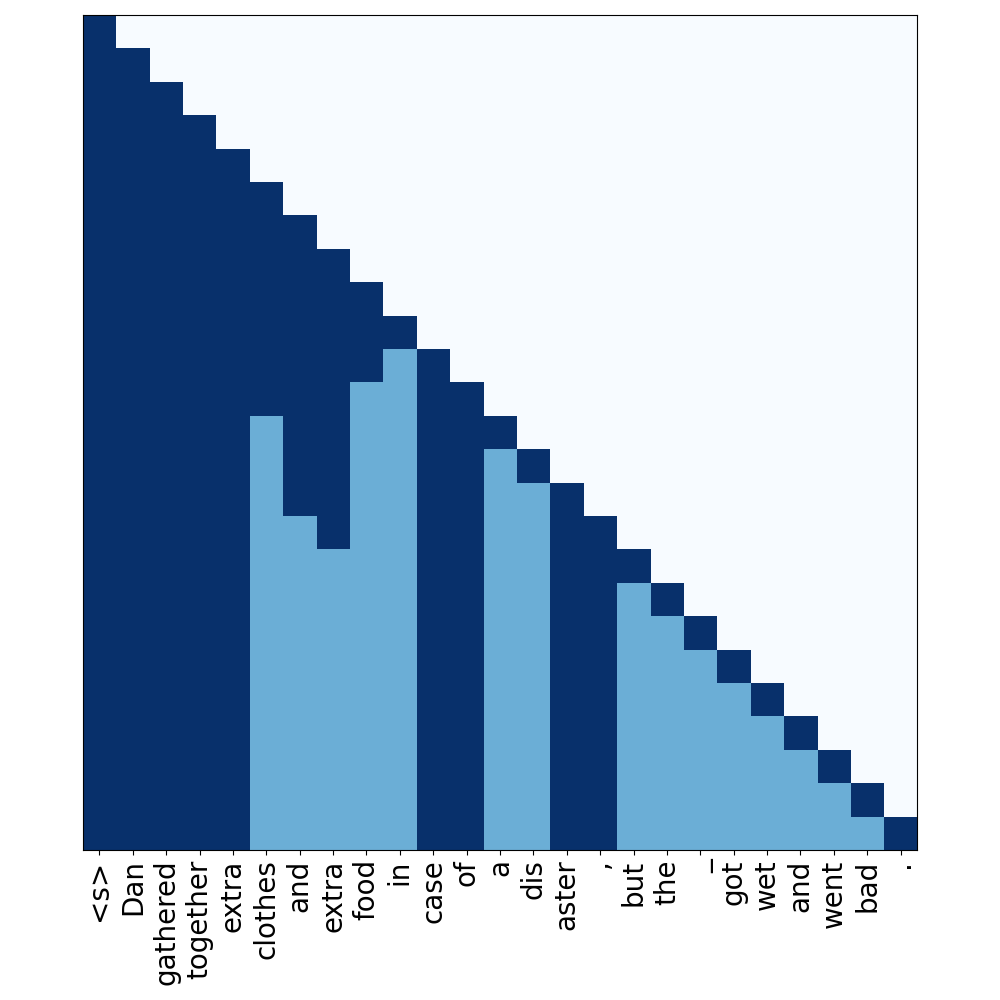 <s> Dan gathered together extra clothes and extra food in case of a dis aster , but the _ got wet and went bad .